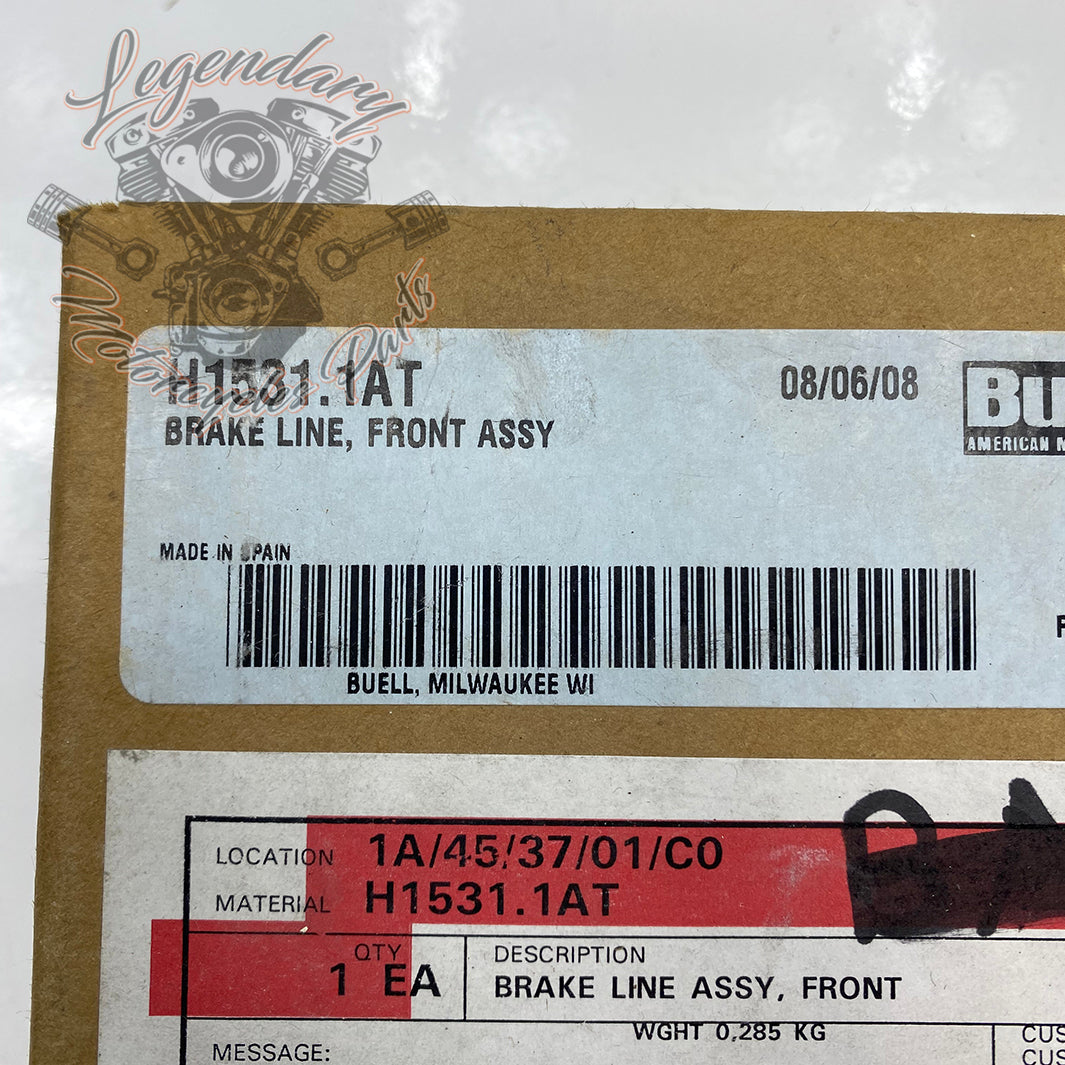 Legendary
Motorcycles Parts
H1531.1AT
08/06/08
BRAKE LINE, FRONT ASSY
AMERICAN
MADE IN SPAIN
BUELL, MILWAUKEE WI
LOCATION 1A/45/37/01/C0
MATERIAL H1531.1AT
QTY DESCRIPTION
1 EA BRAKE LINE ASSY, FRONT
WGHT 0,285 KG
MESSAGE: